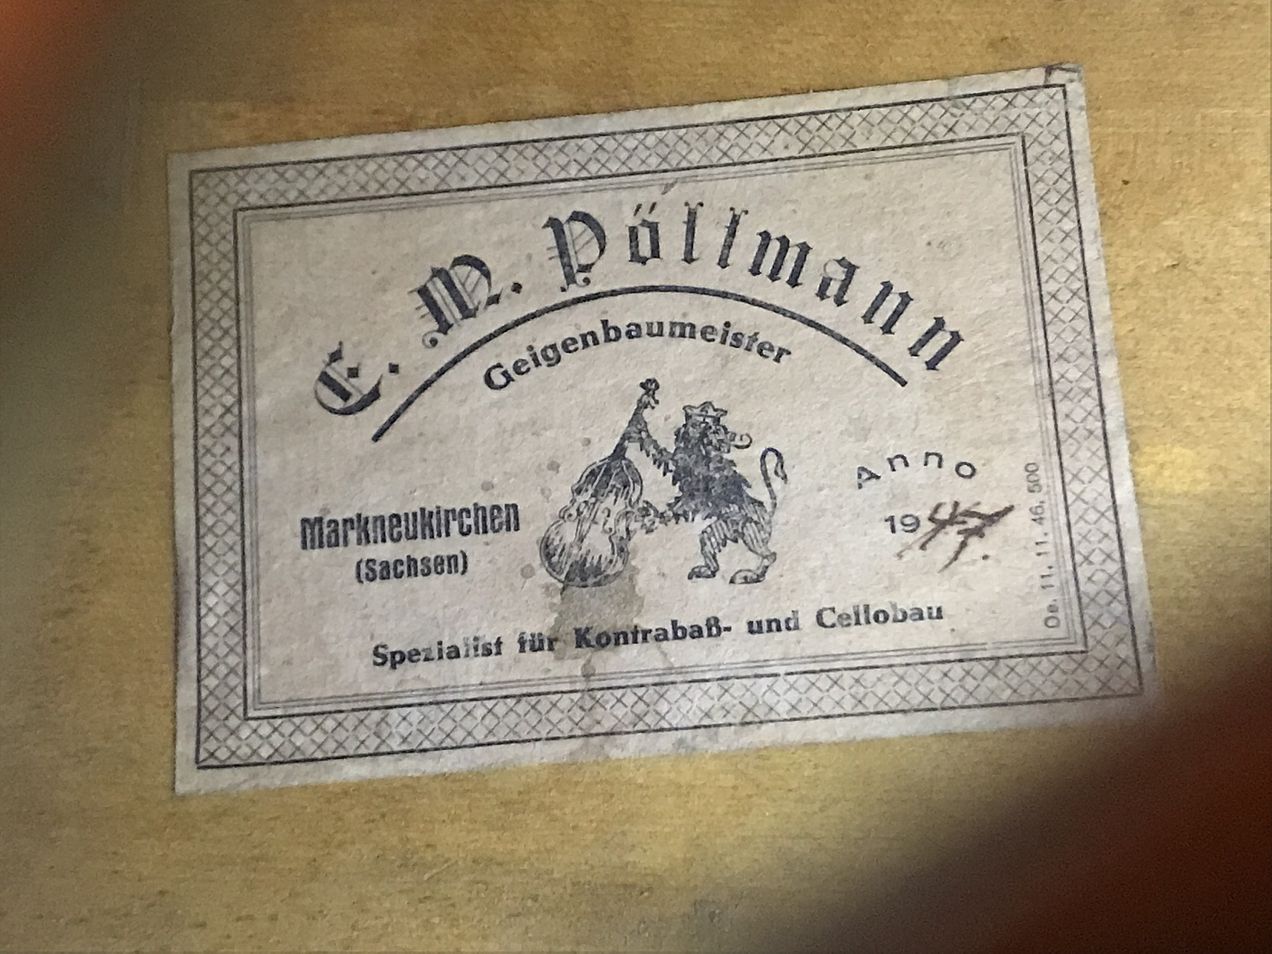 E. M. Pöllmann
Geigenbaumeister
Markneukirchen
(Sachsen)
Anno
1947.
Spezialist für Kontrabaß- und Cellobau
Oe. 11. 11. 46. 500